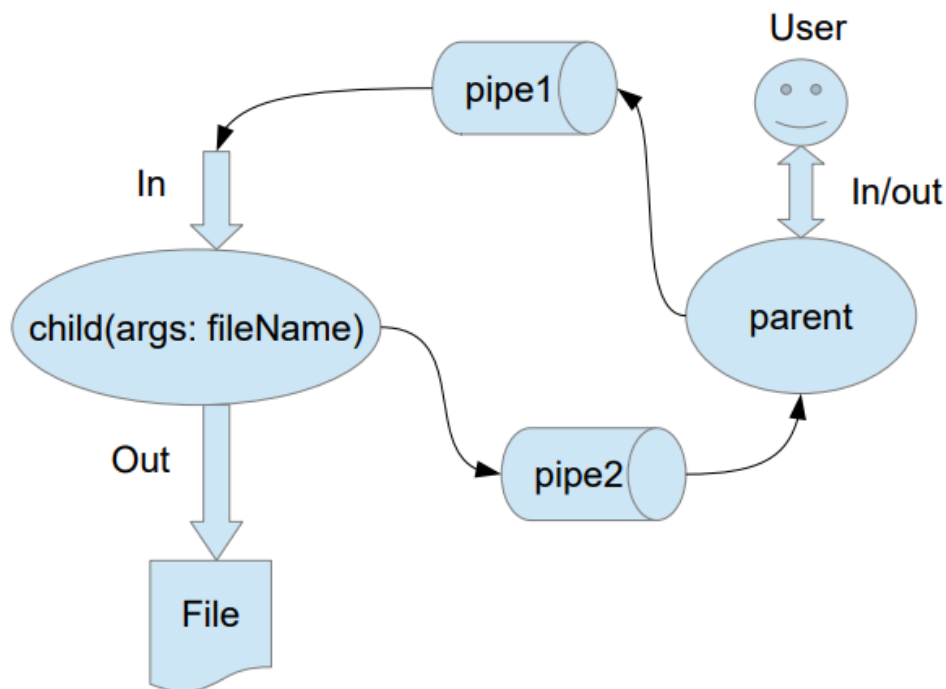 User
pipe1
In
In/out
child(args: fileName)
parent
Out
pipe2
File